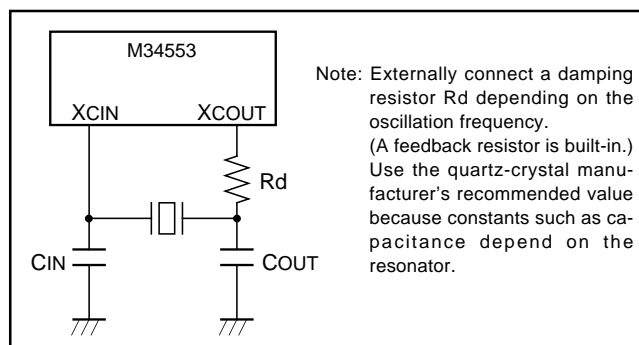 M34553
XCIN
XCOUT
Rd
CIN
COUT
Note: Externally connect a damping
resistor Rd depending on the
oscillation frequency.
(A feedback resistor is built-in.)
Use the quartz-crystal manu-
facturer's recommended value
because constants such as ca-
pacitance depend on the
resonator.